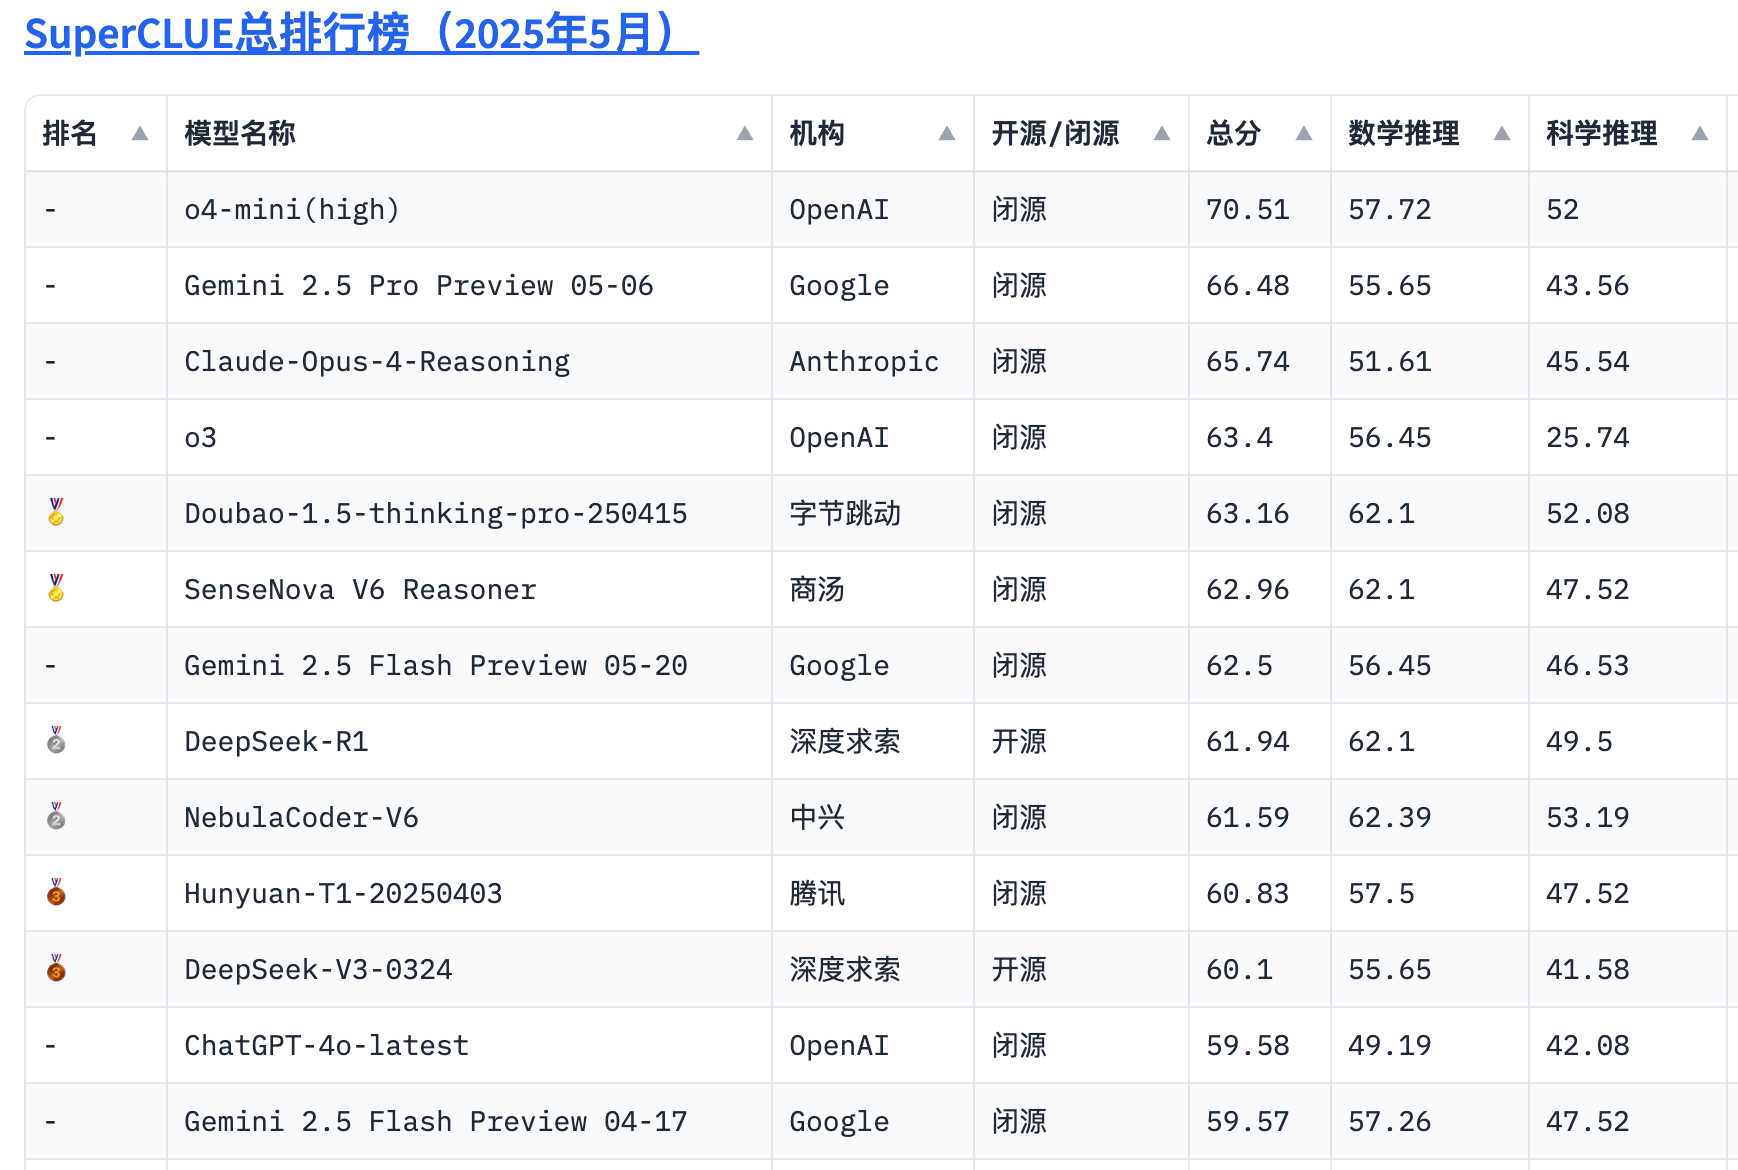 SuperCLUE总排行榜（2025年5月）
排名 ▲ 模型名称 ▲ 机构 ▲ 开源/闭源 ▲ 总分 ▲ 数学推理 ▲ 科学推理 ▲
- o4-mini(high) OpenAI 闭源 70.51 57.72 52
- Gemini 2.5 Pro Preview 05-06 Google 闭源 66.48 55.65 43.56
- Claude-Opus-4-Reasoning Anthropic 闭源 65.74 51.61 45.54
- o3 OpenAI 闭源 63.4 56.45 25.74
🏅 Doubao-1.5-thinking-pro-250415 字节跳动 闭源 63.16 62.1 52.08
🏅 SenseNova V6 Reasoner 商汤 闭源 62.96 62.1 47.52
- Gemini 2.5 Flash Preview 05-20 Google 闭源 62.5 56.45 46.53
🥈 DeepSeek-R1 深度求索 开源 61.94 62.1 49.5
🥈 NebulaCoder-V6 中兴 闭源 61.59 62.39 53.19
🥉 Hunyuan-T1-20250403 腾讯 闭源 60.83 57.5 47.52
🥉 DeepSeek-V3-0324 深度求索 开源 60.1 55.65 41.58
- ChatGPT-4o-latest OpenAI 闭源 59.58 49.19 42.08
- Gemini 2.5 Flash Preview 04-17 Google 闭源 59.57 57.26 47.52